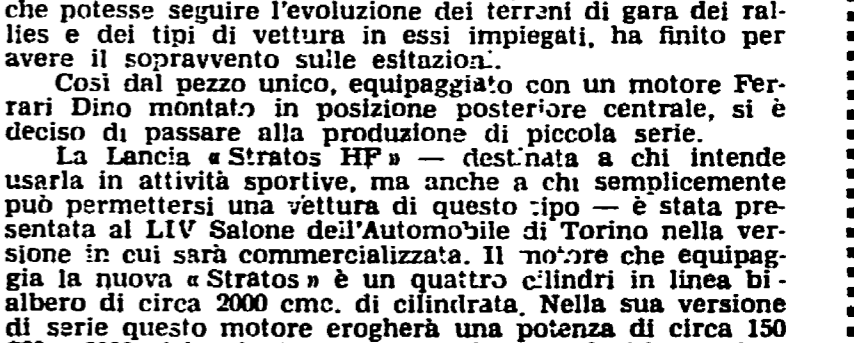 che potesse seguire l'evoluzione dei terreni di gara dei ral-
lies e dei tipi di vettura in essi impiegati, ha finito per
avere il sopravvento sulle esitazioni.
Così dal pezzo unico, equipaggiato con un motore Fer-
rari Dino montato in posizione posteriore centrale, si è
deciso di passare alla produzione di piccola serie.
La Lancia « Stratos HF » — destinata a chi intende
usarla in attività sportive, ma anche a chi semplicemente
può permettersi una vettura di questo tipo — è stata pre-
sentata al LIV Salone dell'Automobile di Torino nella ver-
sione in cui sarà commercializzata. Il motore che equipag-
gia la nuova « Stratos » è un quattro cilindri in linea bi-
albero di circa 2000 cmc. di cilindrata. Nella sua versione
di serie questo motore erogherà una potenza di circa 150